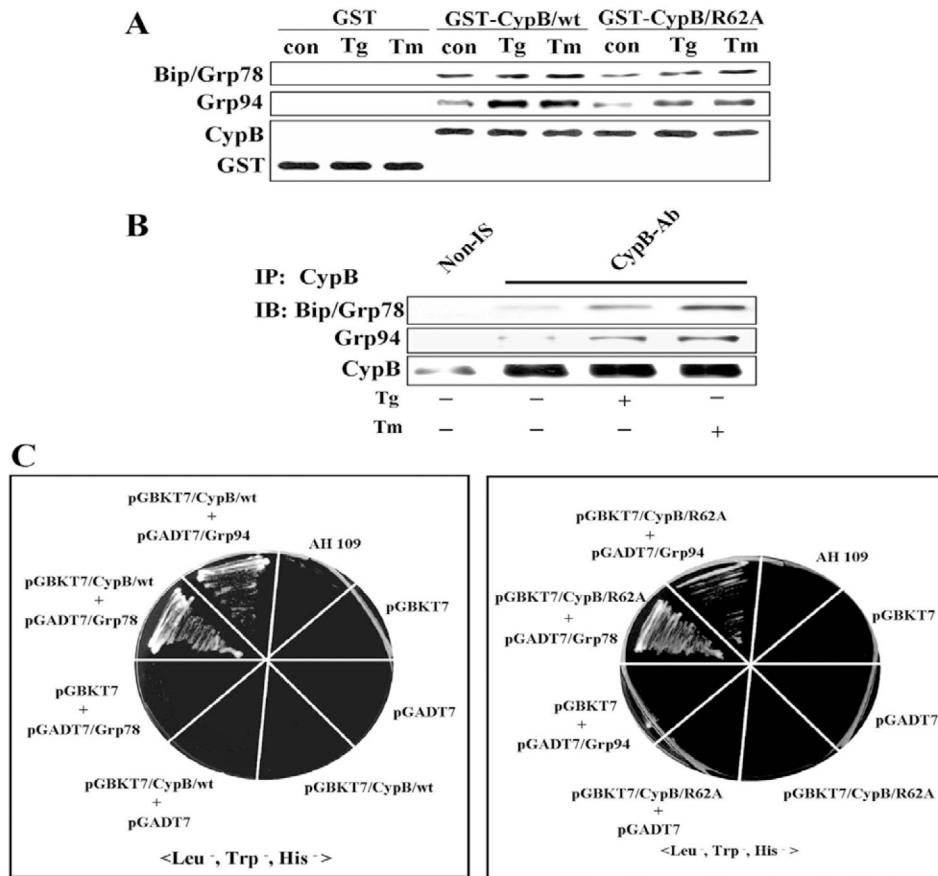 A
GST GST-CypB/wt GST-CypB/R62A
con Tg Tm con Tg Tm con Tg Tm
Bip/Grp78
Grp94
CypB
GST
B
Non-IS CypB-Ab
IP: CypB
IB: Bip/Grp78
Grp94
CypB
Tg − − + −
Tm − − − +
C
pGBKT7/CypB/wt
+
pGADT7/Grp94
AH 109
pGBKT7/CypB/wt
+
pGADT7/Grp78
pGBKT7
pGBKT7
+
pGADT7/Grp78
pGADT7
pGBKT7/CypB/wt
+
pGADT7
pGBKT7/CypB/wt
<Leu -, Trp -, His - >
pGBKT7/CypB/R62A
+
pGADT7/Grp94
AH 109
pGBKT7/CypB/R62A
+
pGADT7/Grp78
pGBKT7
pGBKT7
+
pGADT7/Grp94
pGADT7
pGBKT7/CypB/R62A
+
pGADT7
pGBKT7/CypB/R62A
<Leu -, Trp -, His - >